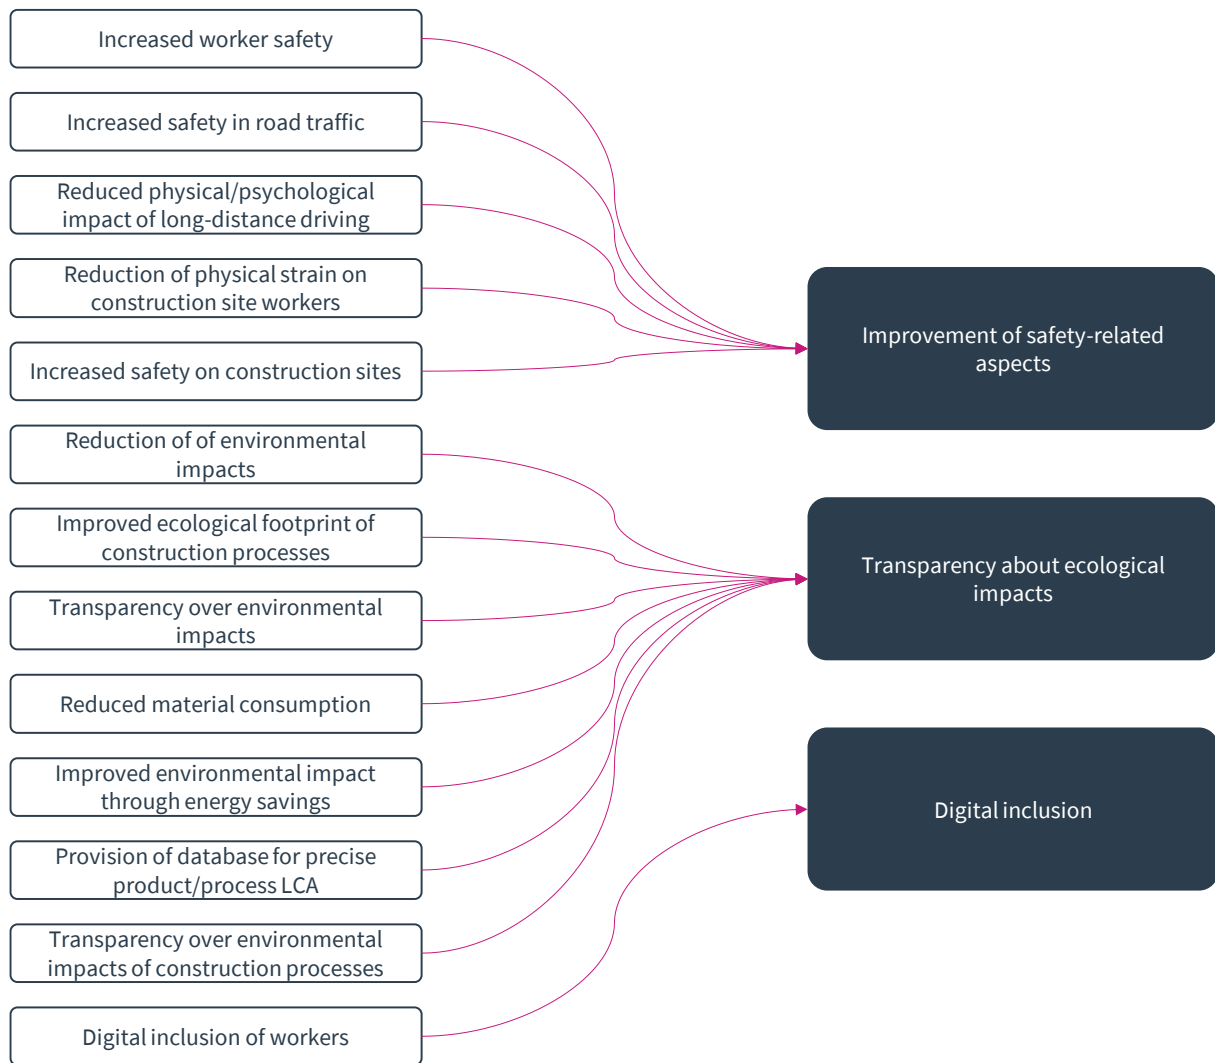 Increased worker safety
Increased safety in road traffic
Reduced physical/psychological
impact of long-distance driving
Reduction of physical strain on
construction site workers
Increased safety on construction sites
Reduction of of environmental
impacts
Improved ecological footprint of
construction processes
Transparency over environmental
impacts
Reduced material consumption
Improved environmental impact
through energy savings
Provision of database for precise
product/process LCA
Transparency over environmental
impacts of construction processes
Digital inclusion of workers
Improvement of safety-related
aspects
Transparency about ecological
impacts
Digital inclusion